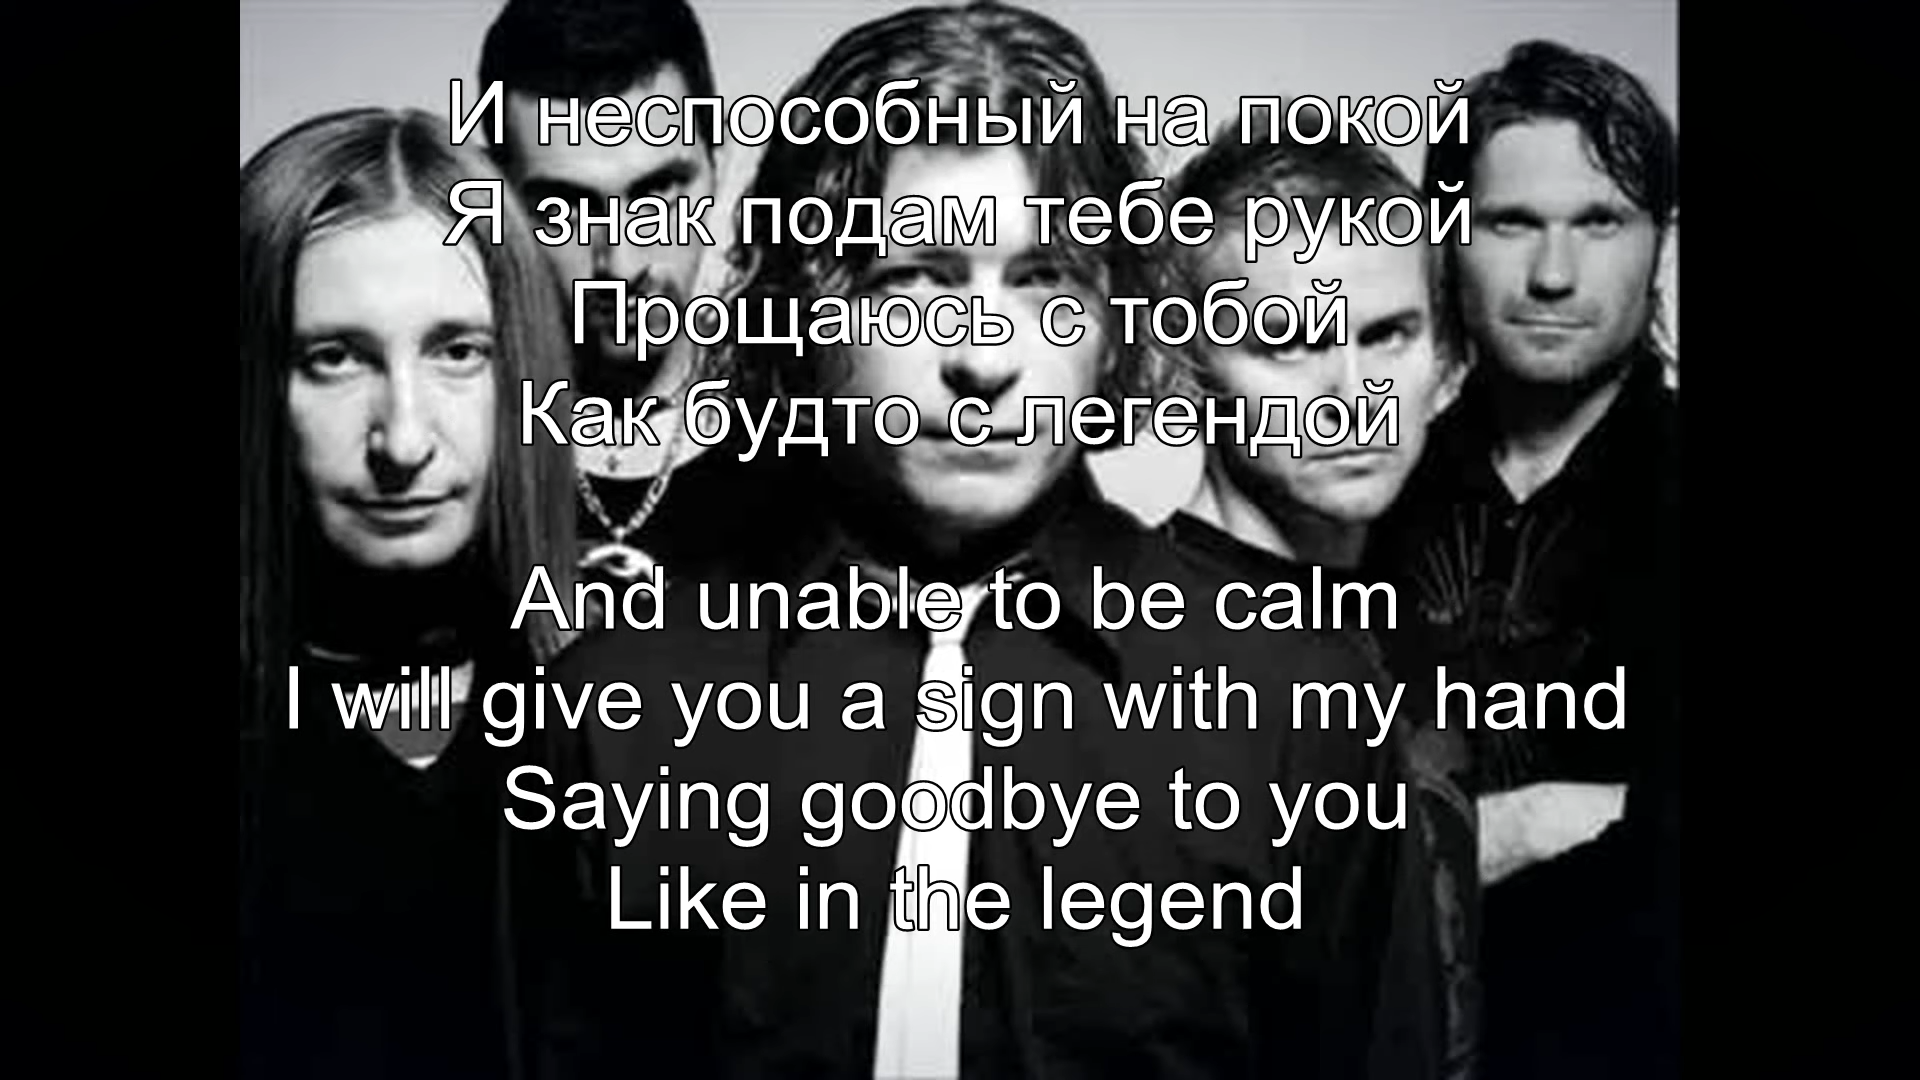 И неспособный на покой
Я знак подам тебе рукой
Прощаюсь с тобой
Как будто с легендой
And unable to be calm
I will give you a sign with my hand
Saying goodbye to you
Like in the legend